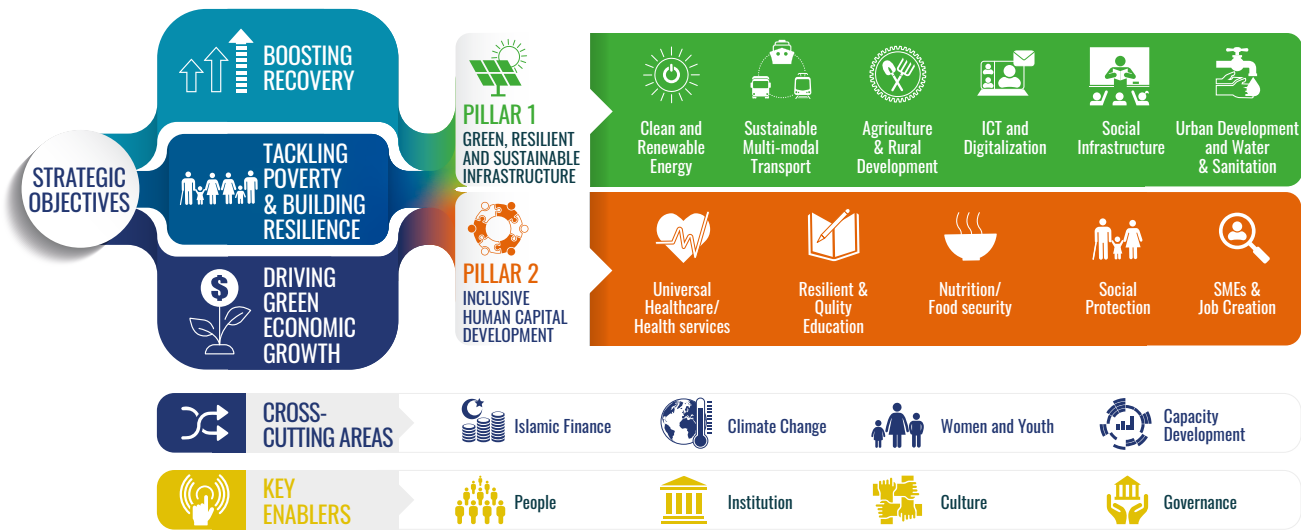 STRATEGIC
OBJECTIVES
BOOSTING
RECOVERY
TACKLING
POVERTY
& BUILDING
RESILIENCE
$
DRIVING
GREEN
ECONOMIC
GROWTH
PILLAR 1
GREEN, RESILIENT
AND SUSTAINABLE
INFRASTRUCTURE
Clean and
Renewable
Energy
Sustainable
Multi-modal
Transport
Agriculture
& Rural
Development
ICT and
Digitalization
Social
Infrastructure
Urban Development
and Water
& Sanitation
PILLAR 2
INCLUSIVE
HUMAN CAPITAL
DEVELOPMENT
Universal
Healthcare/
Health services
Resilient &
Qulity
Education
Nutrition/
Food security
Social
Protection
SMEs &
Job Creation
CROSS-
CUTTING AREAS
Islamic Finance
Climate Change
Women and Youth
Capacity
Development
KEY
ENABLERS
People
Institution
Culture
Governance